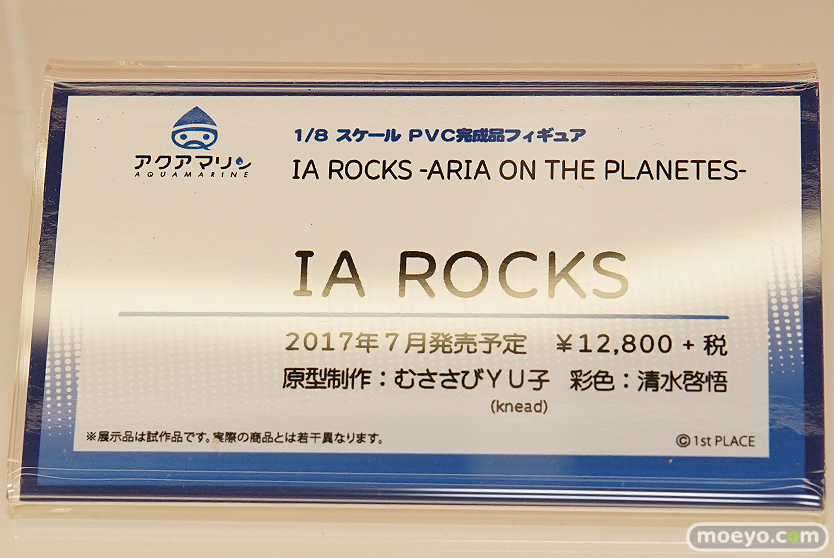 アクアマリン
AQUAMARINE
1/8 スケール PVC完成品フィギュア
IA ROCKS -ARIA ON THE PLANETES-
IA ROCKS
2017年7月発売予定 ¥12,800+税
原型制作：むささびYU子 彩色：清水啓悟
(knead)
※展示品は試作品です。実際の商品とは若干異なります。
©1st PLACE
moeyo.com